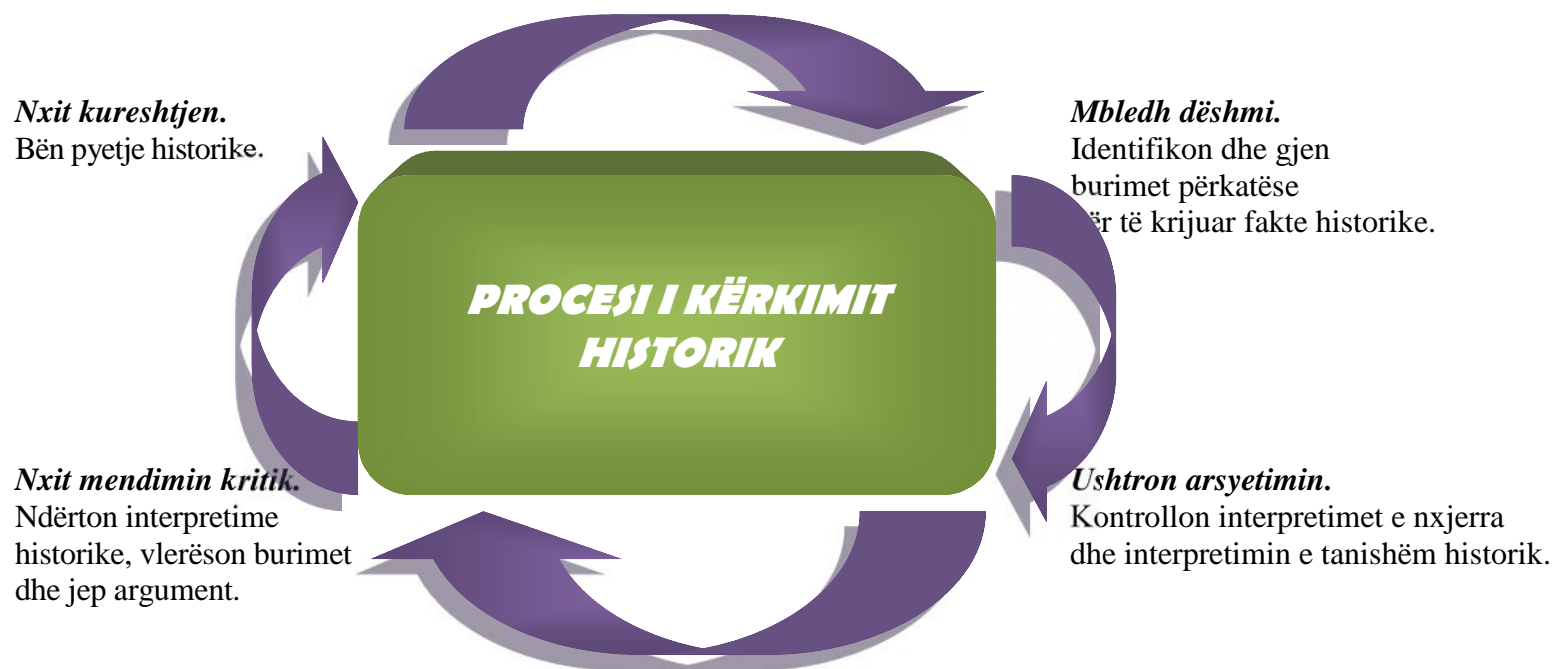 Nxit kureshtjen.
Bën pyetje historike.
Mbledh dëshmi.
Identifikon dhe gjen
burimet përkatëse
për të krijuar fakte historike.
PROCESI I KËRKIMIT
HISTORIK
Nxit mendimin kritik.
Ndërton interpretime
historike, vlerëson burimet
dhe jep argument.
Ushtron arsyetimin.
Kontrollon interpretimet e nxjerra
dhe interpretimin e tanishëm historik.